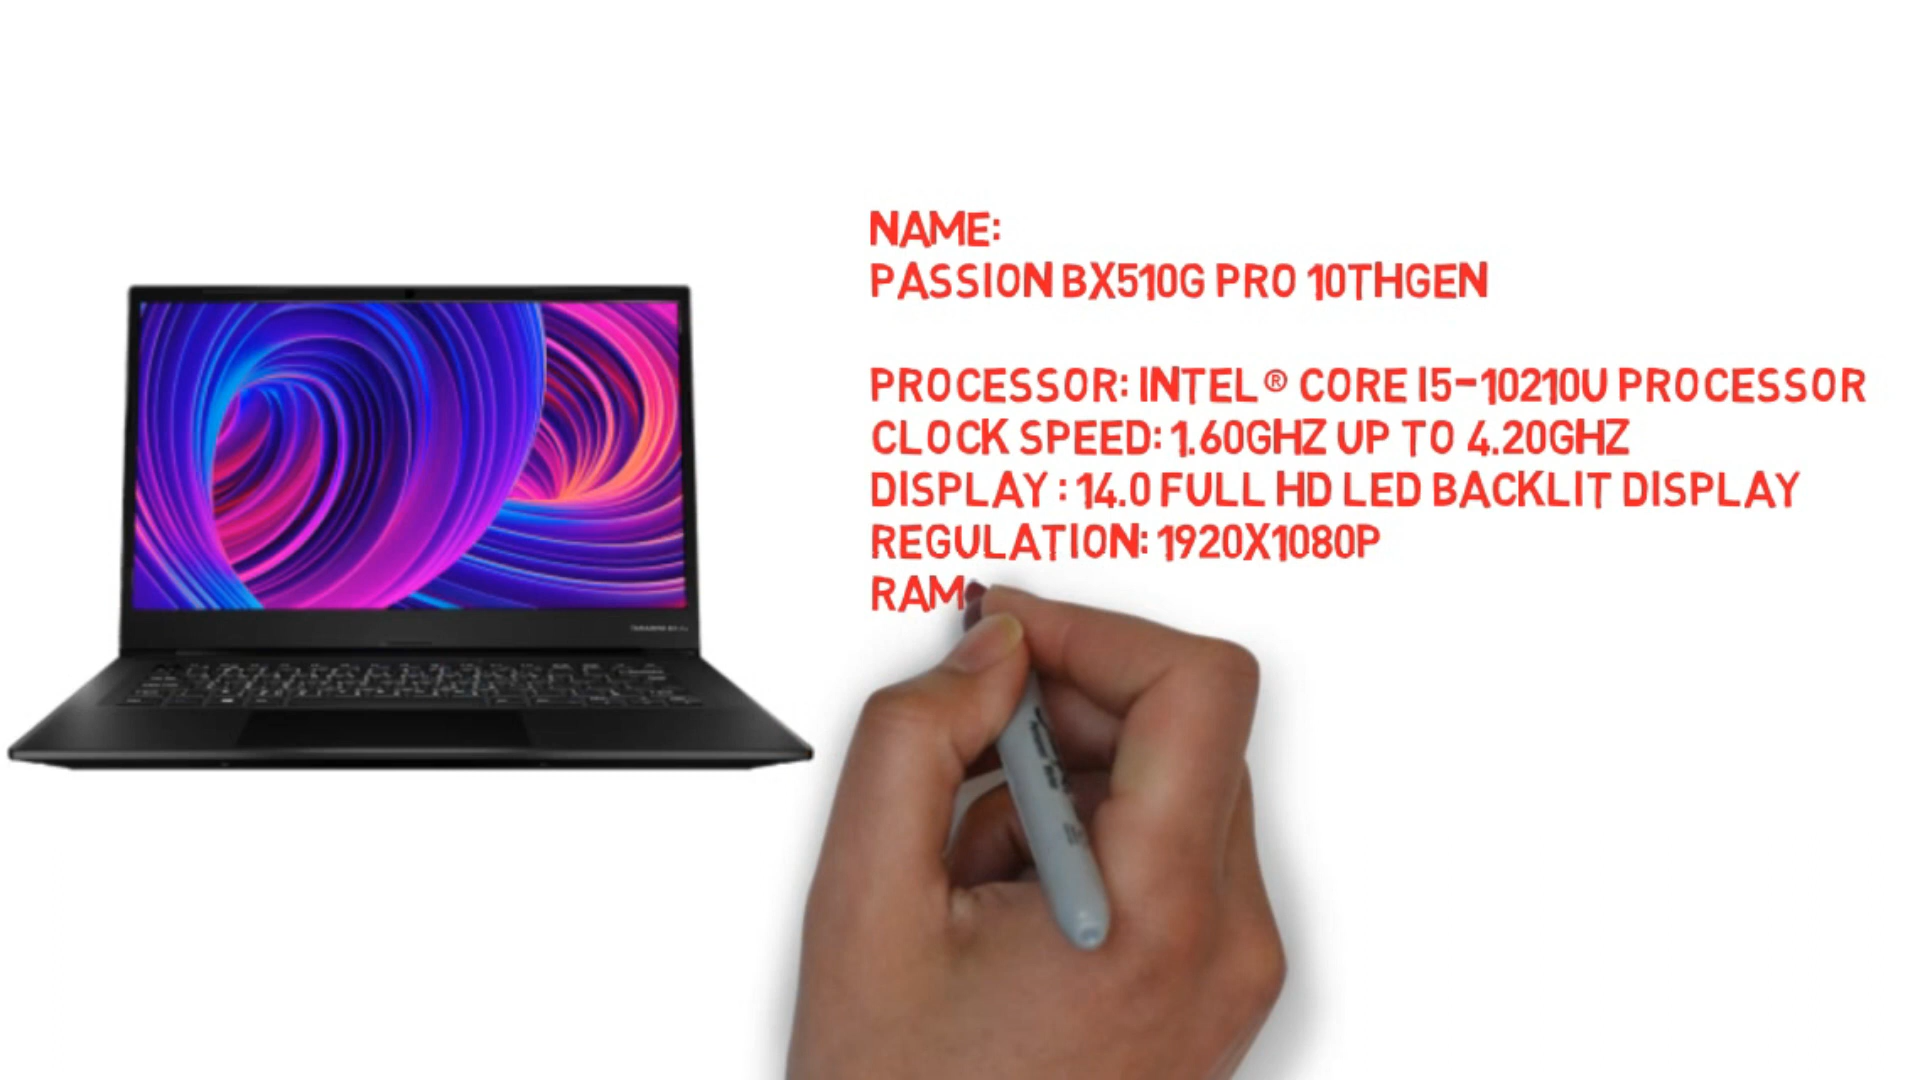 NAME:
PASSION BX510G PRO 10THGEN
PROCESSOR: INTEL® CORE I5-10210U PROCESSOR
CLOCK SPEED: 1.60GHZ UP TO 4.20GHZ
DISPLAY : 14.0 FULL HD LED BACKLIT DISPLAY
REGULATION: 1920X1080P
RAM